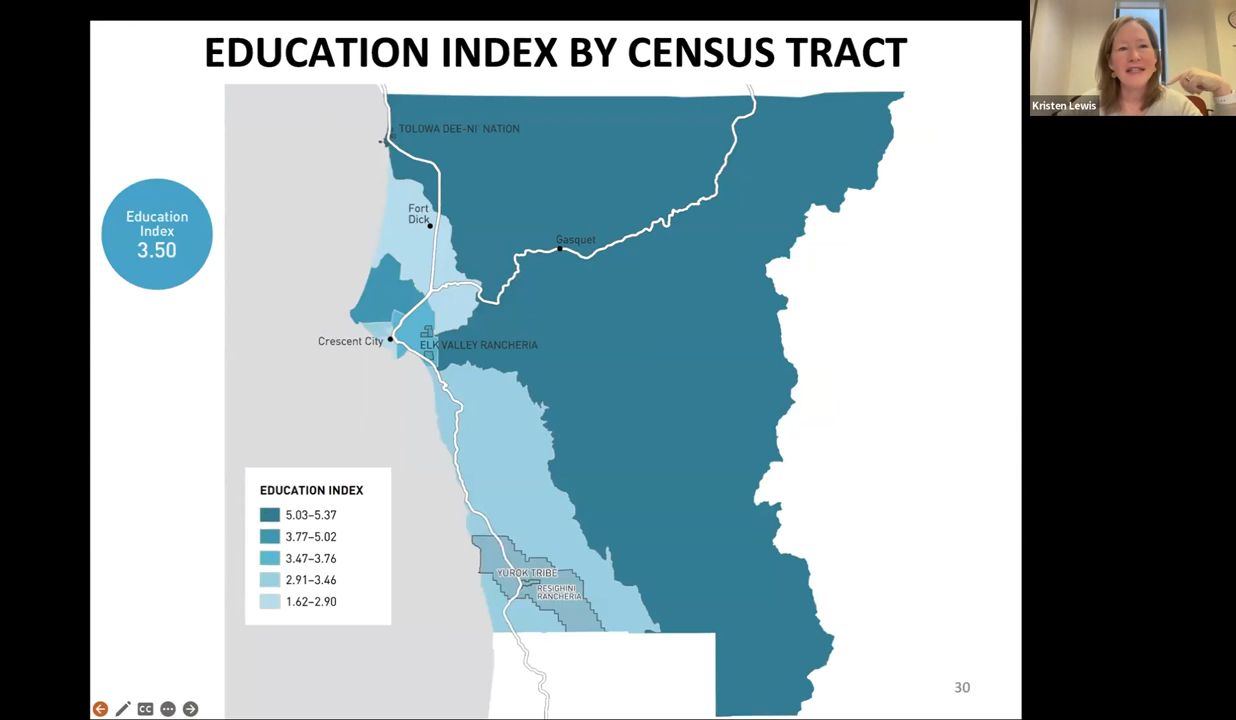 EDUCATION INDEX BY CENSUS TRACT
Kristen Lewis
TOLOWA DEE-NI' NATION
Education
Index
3.50
Fort
Dick
Gasquet
Crescent City
ELK VALLEY RANCHERIA
EDUCATION INDEX
5.03–5.37
3.77–5.02
3.47–3.76
2.91–3.46
1.62–2.90
YUROK TRIBE
RESIGHINI
RANCHERIA
30
CC